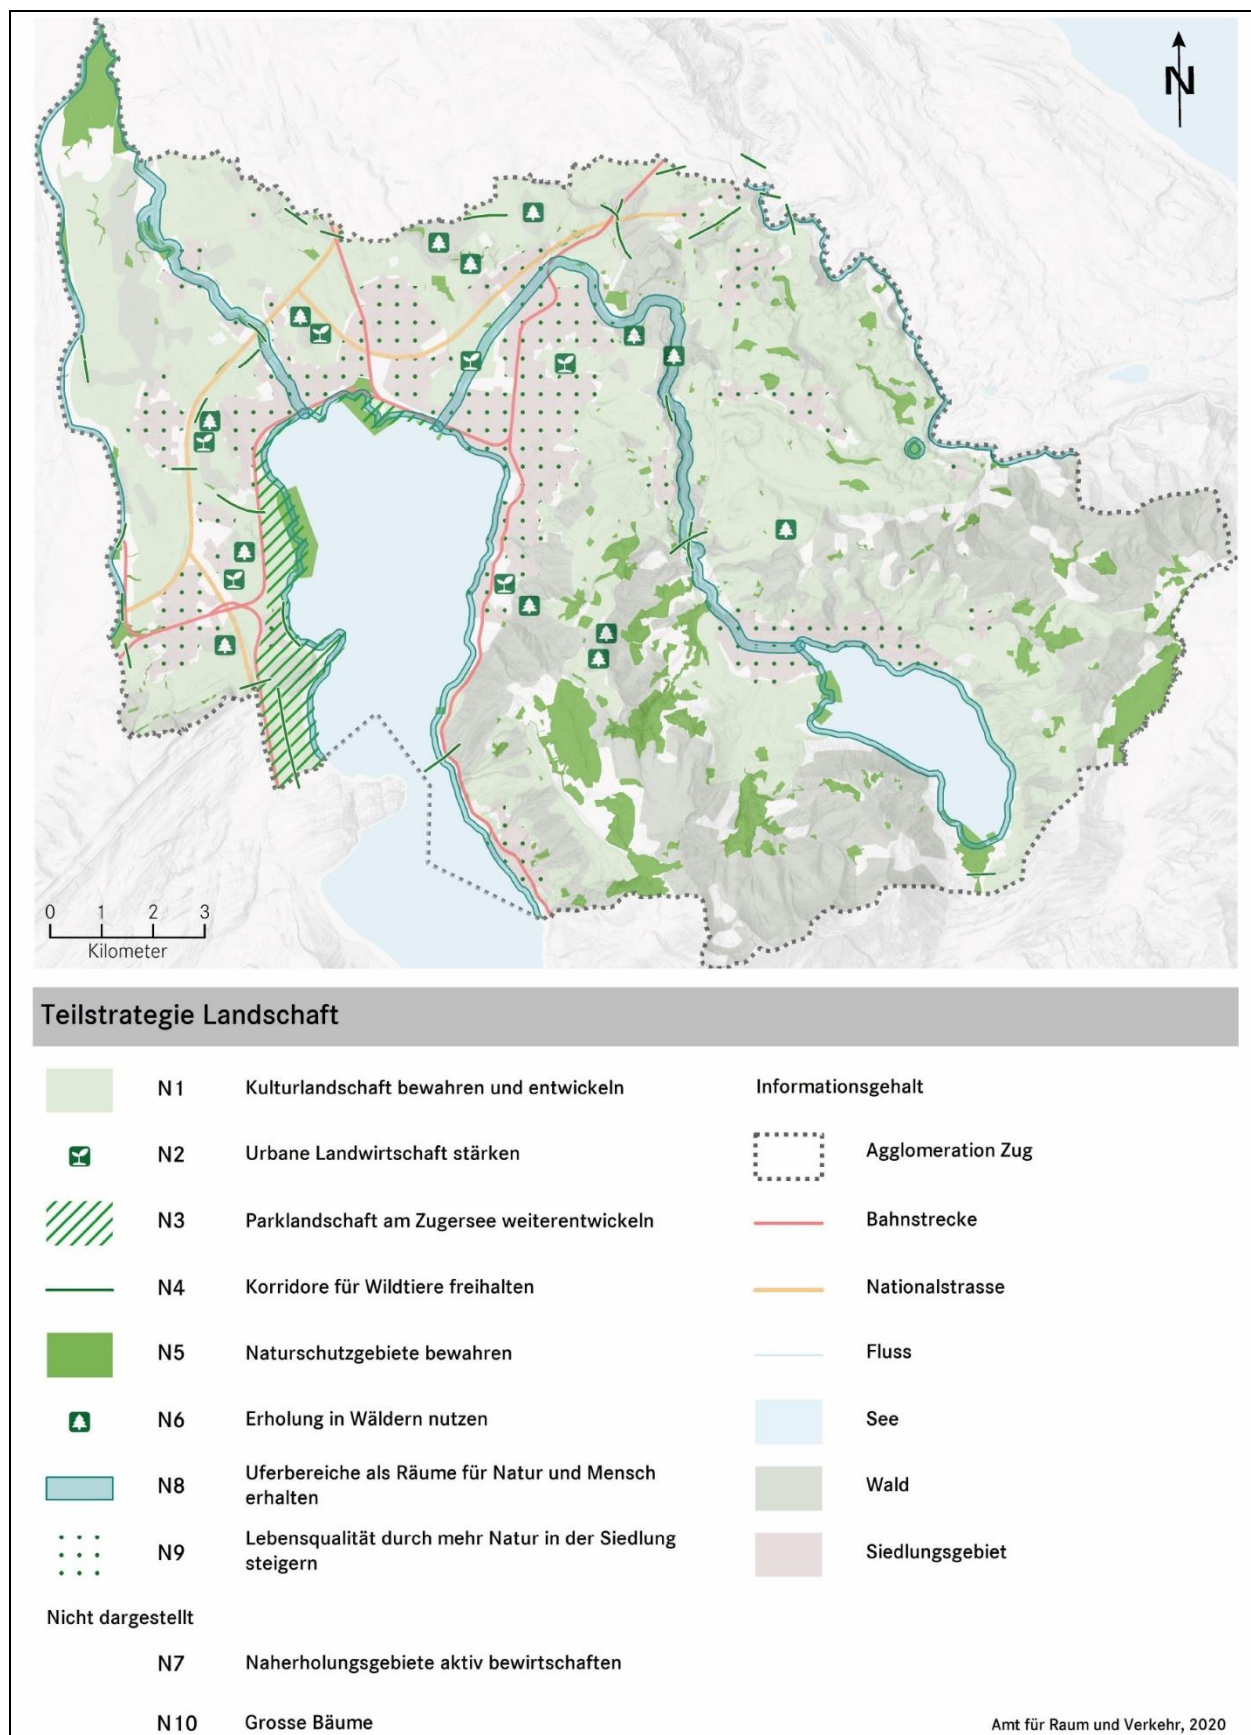 N
0 1 2 3
Kilometer
Teilstrategie Landschaft
N1 Kulturlandschaft bewahren und entwickeln
N2 Urbane Landwirtschaft stärken
N3 Parklandschaft am Zugersee weiterentwickeln
N4 Korridore für Wildtiere freihalten
N5 Naturschutzgebiete bewahren
N6 Erholung in Wäldern nutzen
N8 Uferbereiche als Räume für Natur und Mensch
erhalten
N9 Lebensqualität durch mehr Natur in der Siedlung
steigern
Nicht dargestellt
N7 Naherholungsgebiete aktiv bewirtschaften
N10 Grosse Bäume
Informationsgehalt
Agglomeration Zug
Bahnstrecke
Nationalstrasse
Fluss
See
Wald
Siedlungsgebiet
Amt für Raum und Verkehr, 2020